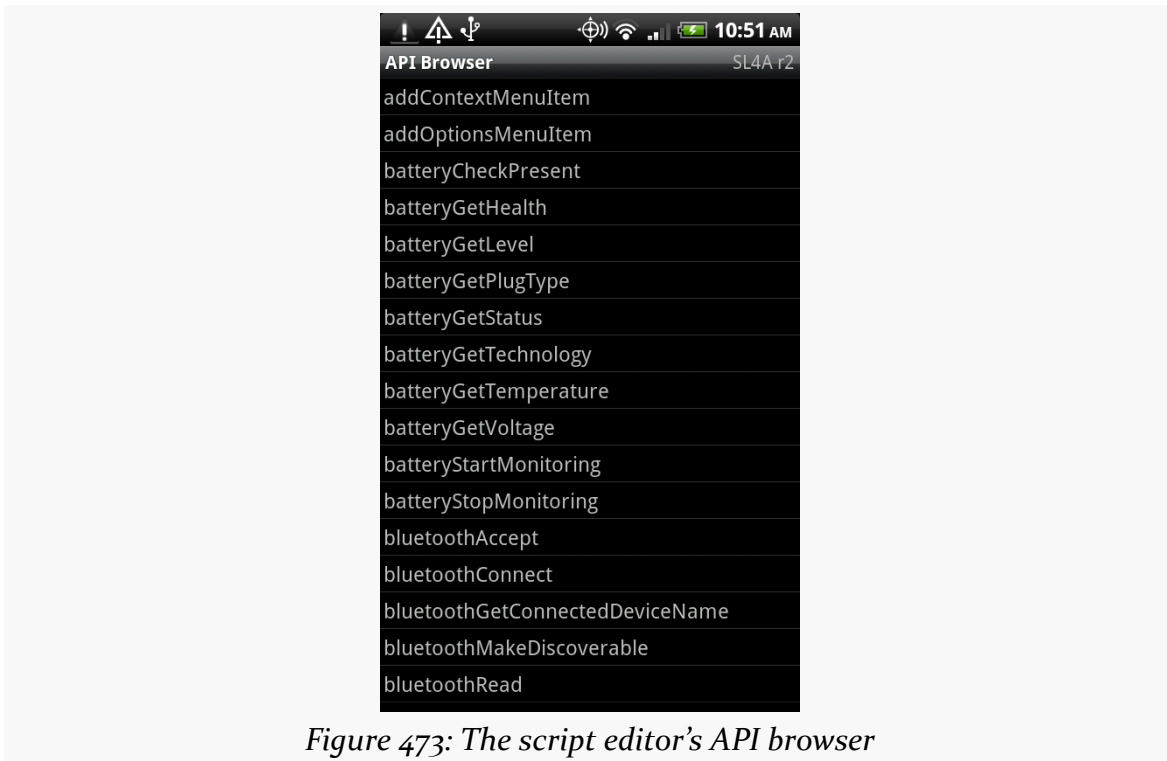 10:51 AM
API Browser SL4A r2
addContextMenuItem
addOptionsMenuItem
batteryCheckPresent
batteryGetHealth
batteryGetLevel
batteryGetPlugType
batteryGetStatus
batteryGetTechnology
batteryGetTemperature
batteryGetVoltage
batteryStartMonitoring
batteryStopMonitoring
bluetoothAccept
bluetoothConnect
bluetoothGetConnectedDeviceName
bluetoothMakeDiscoverable
bluetoothRead
Figure 473: The script editor’s API browser